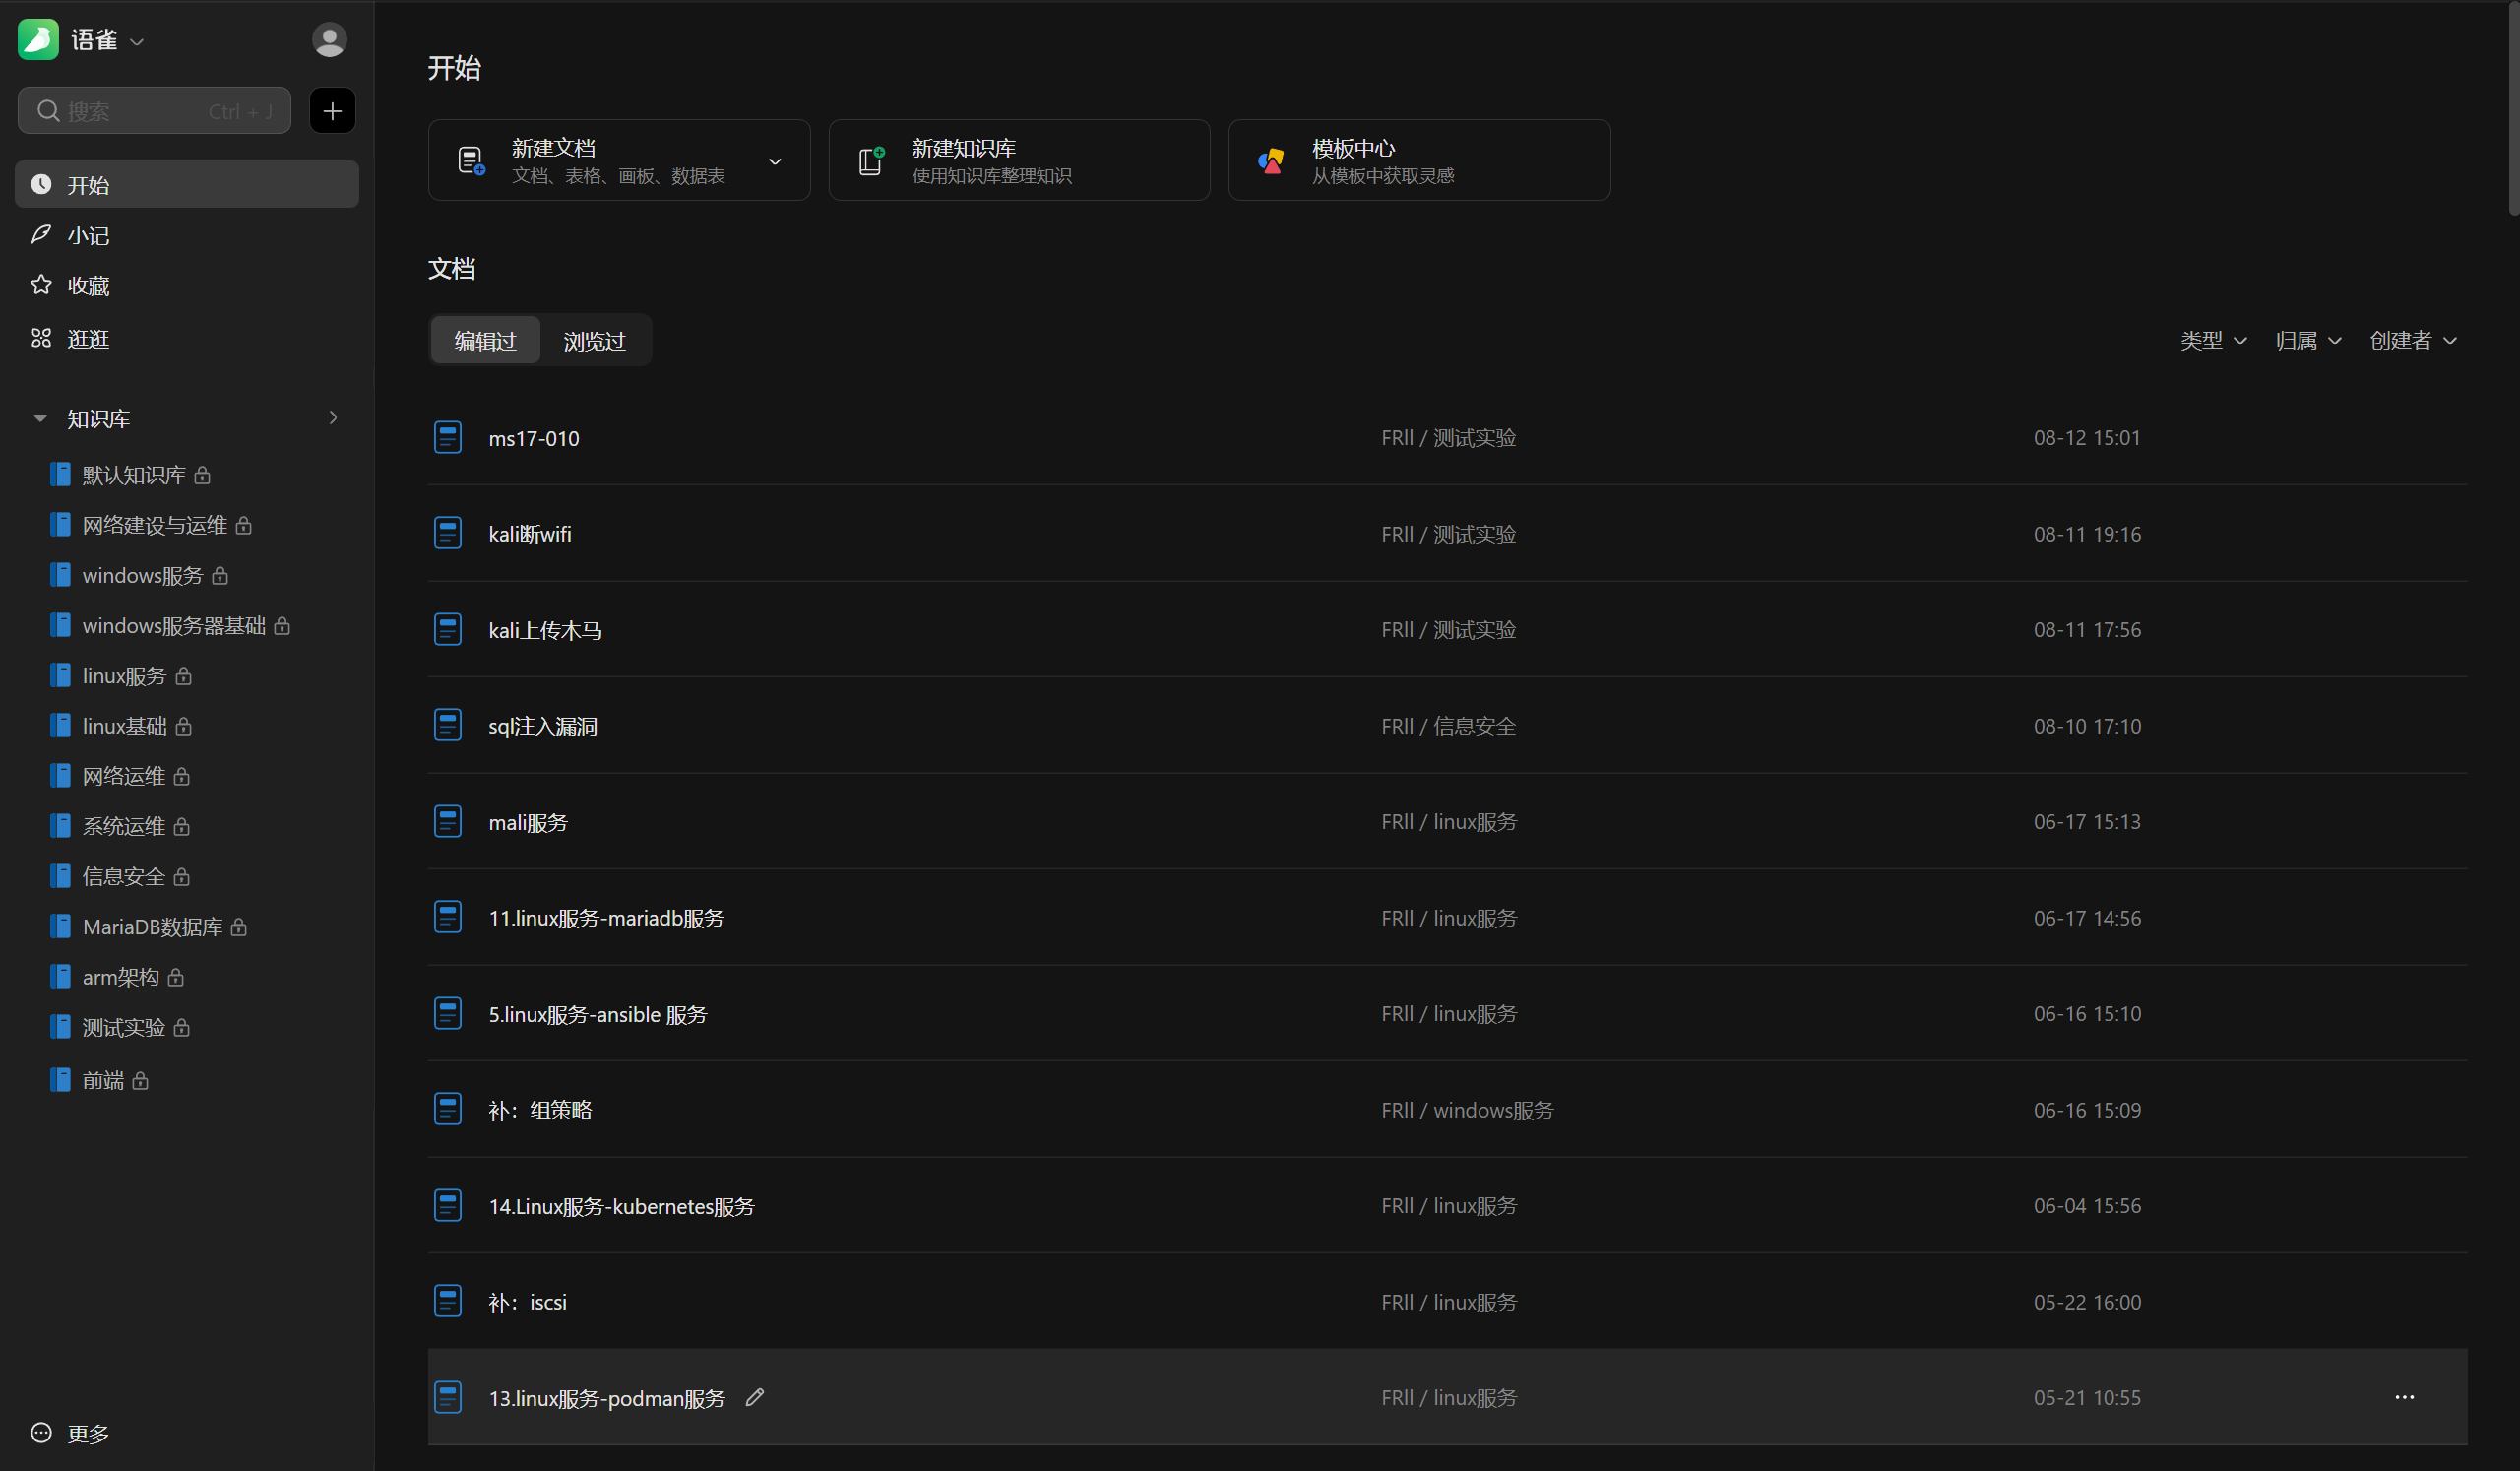 语雀
搜索 Ctrl + J
开始
小记
收藏
逛逛
知识库
默认知识库
网络建设与运维
windows服务
windows服务器基础
linux服务
linux基础
网络运维
系统运维
信息安全
MariaDB数据库
arm架构
测试实验
前端
更多
开始
新建文档
文档、表格、画板、数据表
新建知识库
使用知识库整理知识
模板中心
从模板中获取灵感
文档
编辑过 浏览过 类型 归属 创建者
ms17-010 FRll / 测试实验 08-12 15:01
kali断wifi FRll / 测试实验 08-11 19:16
kali上传木马 FRll / 测试实验 08-11 17:56
sql注入漏洞 FRll / 信息安全 08-10 17:10
mali服务 FRll / linux服务 06-17 15:13
11.linux服务-mariadb服务 FRll / linux服务 06-17 14:56
5.linux服务-ansible 服务 FRll / linux服务 06-16 15:10
补：组策略 FRll / windows服务 06-16 15:09
14.Linux服务-kubernetes服务 FRll / linux服务 06-04 15:56
补：iscsi FRll / linux服务 05-22 16:00
13.linux服务-podman服务 FRll / linux服务 05-21 10:55